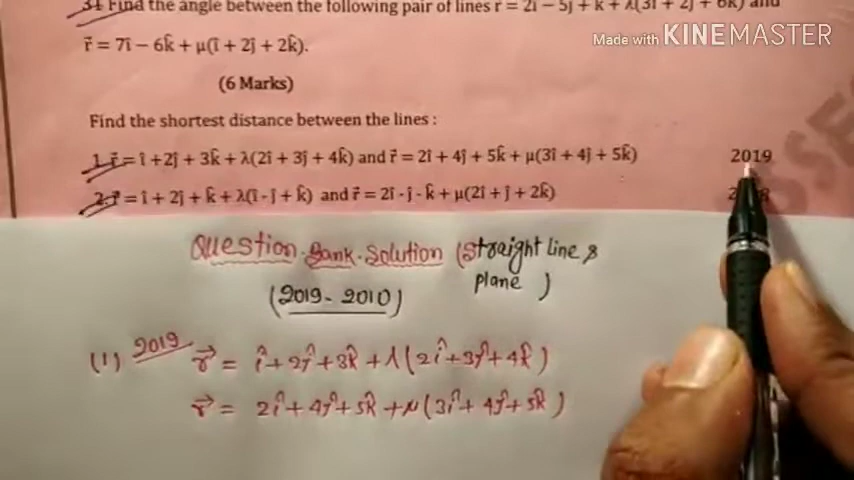 34 Find the angle between the following pair of lines r = 2î − 5ĵ + k̂ + λ(3î + 2ĵ + 6k̂) and
Made with KINEMASTER
r⃗ = 7î − 6k̂ + µ(î + 2ĵ + 2k̂).
(6 Marks)
Find the shortest distance between the lines :
1. r⃗ = î +2ĵ + 3k̂ + λ(2î + 3ĵ + 4k̂) and r⃗ = 2î + 4ĵ + 5k̂ + µ(3î + 4ĵ + 5k̂) 2019
2. r⃗ = î + 2ĵ + k̂ + λ(î - ĵ + k̂) and r⃗ = 2î - ĵ - k̂ + µ(2î + ĵ + 2k̂)
Question Bank Solution (Straight line &
plane )
(2019 - 2010)
(1) 2019 r⃗ = î + 2ĵ + 3k̂ + λ(2î + 3ĵ + 4k̂)
r⃗ = 2î + 4ĵ + 5k̂ + µ(3î + 4ĵ + 5k̂)